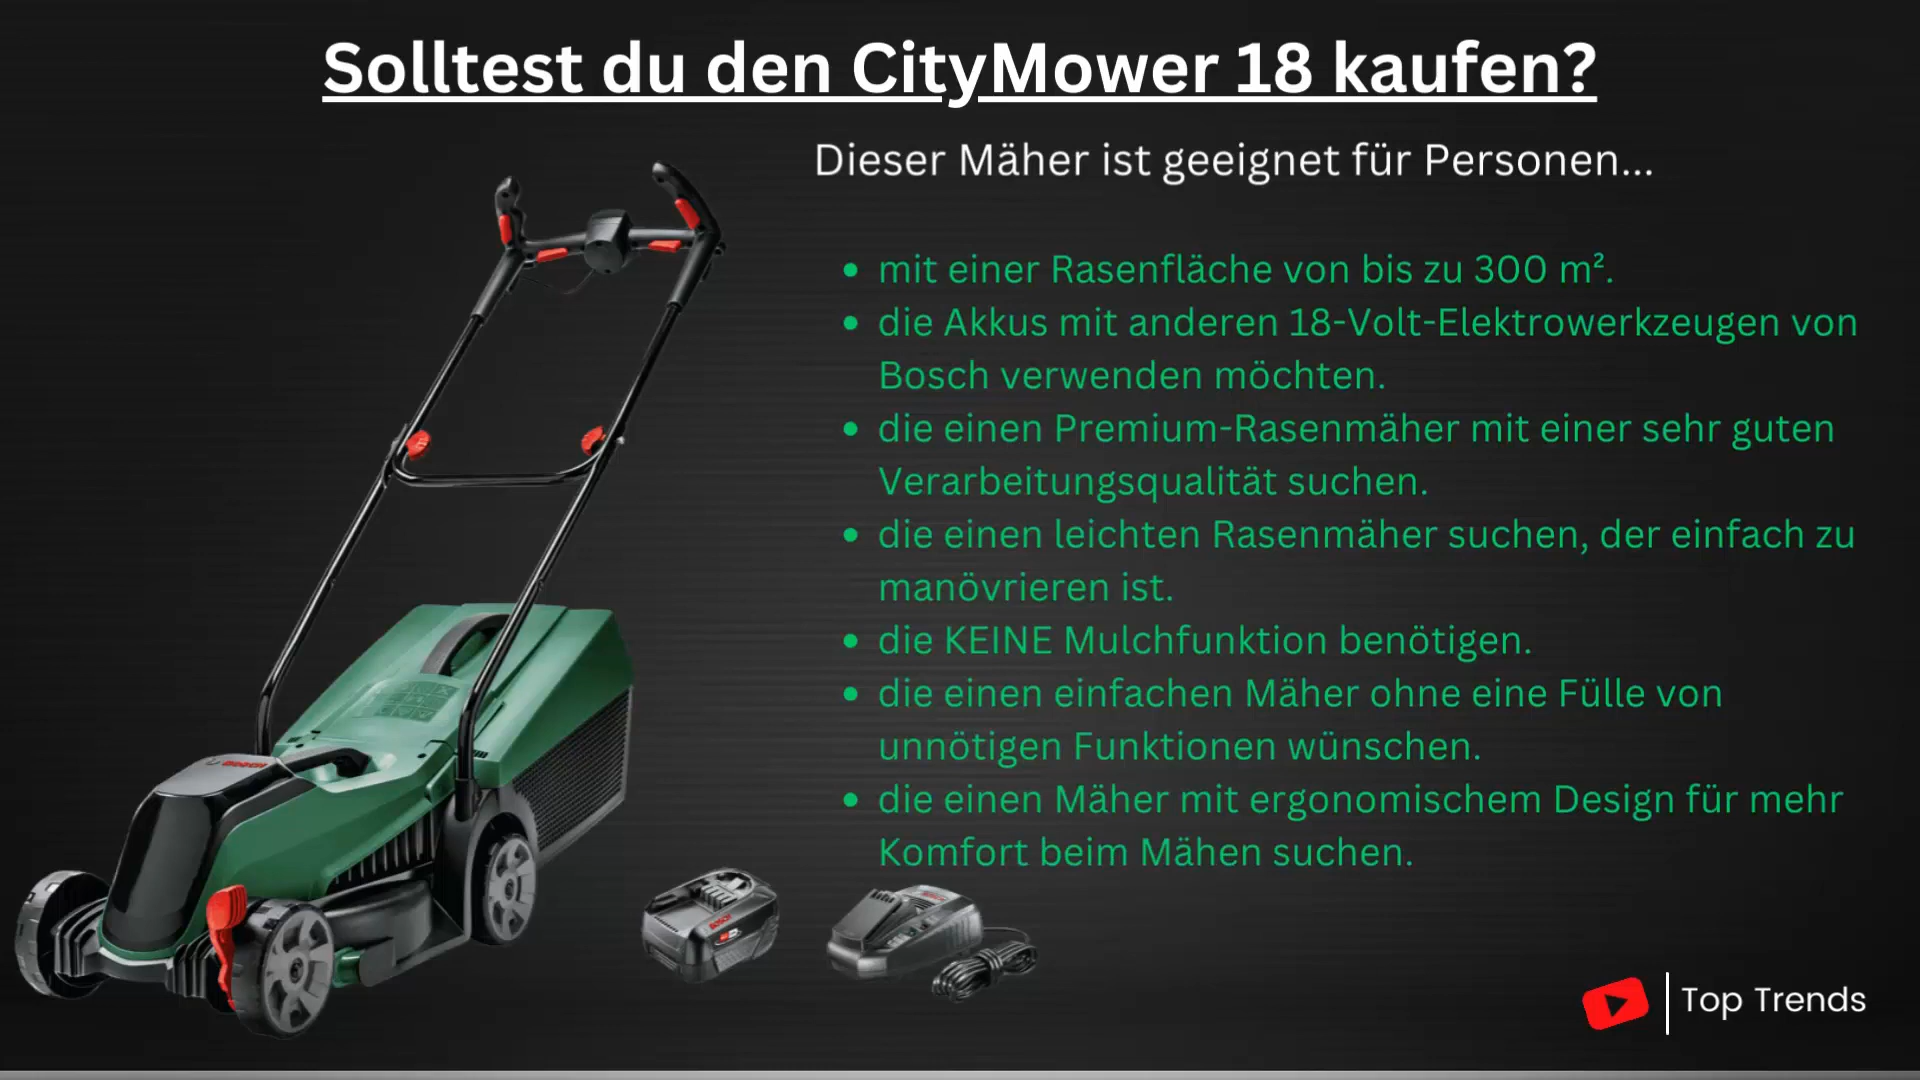 Solltest du den CityMower 18 kaufen?
Dieser Mäher ist geeignet für Personen...
• mit einer Rasenfläche von bis zu 300 m².
• die Akkus mit anderen 18-Volt-Elektrowerkzeugen von
Bosch verwenden möchten.
• die einen Premium-Rasenmäher mit einer sehr guten
Verarbeitungsqualität suchen.
• die einen leichten Rasenmäher suchen, der einfach zu
manövrieren ist.
• die KEINE Mulchfunktion benötigen.
• die einen einfachen Mäher ohne eine Fülle von
unnötigen Funktionen wünschen.
• die einen Mäher mit ergonomischem Design für mehr
Komfort beim Mähen suchen.
BOSCH
BOSCH
Top Trends